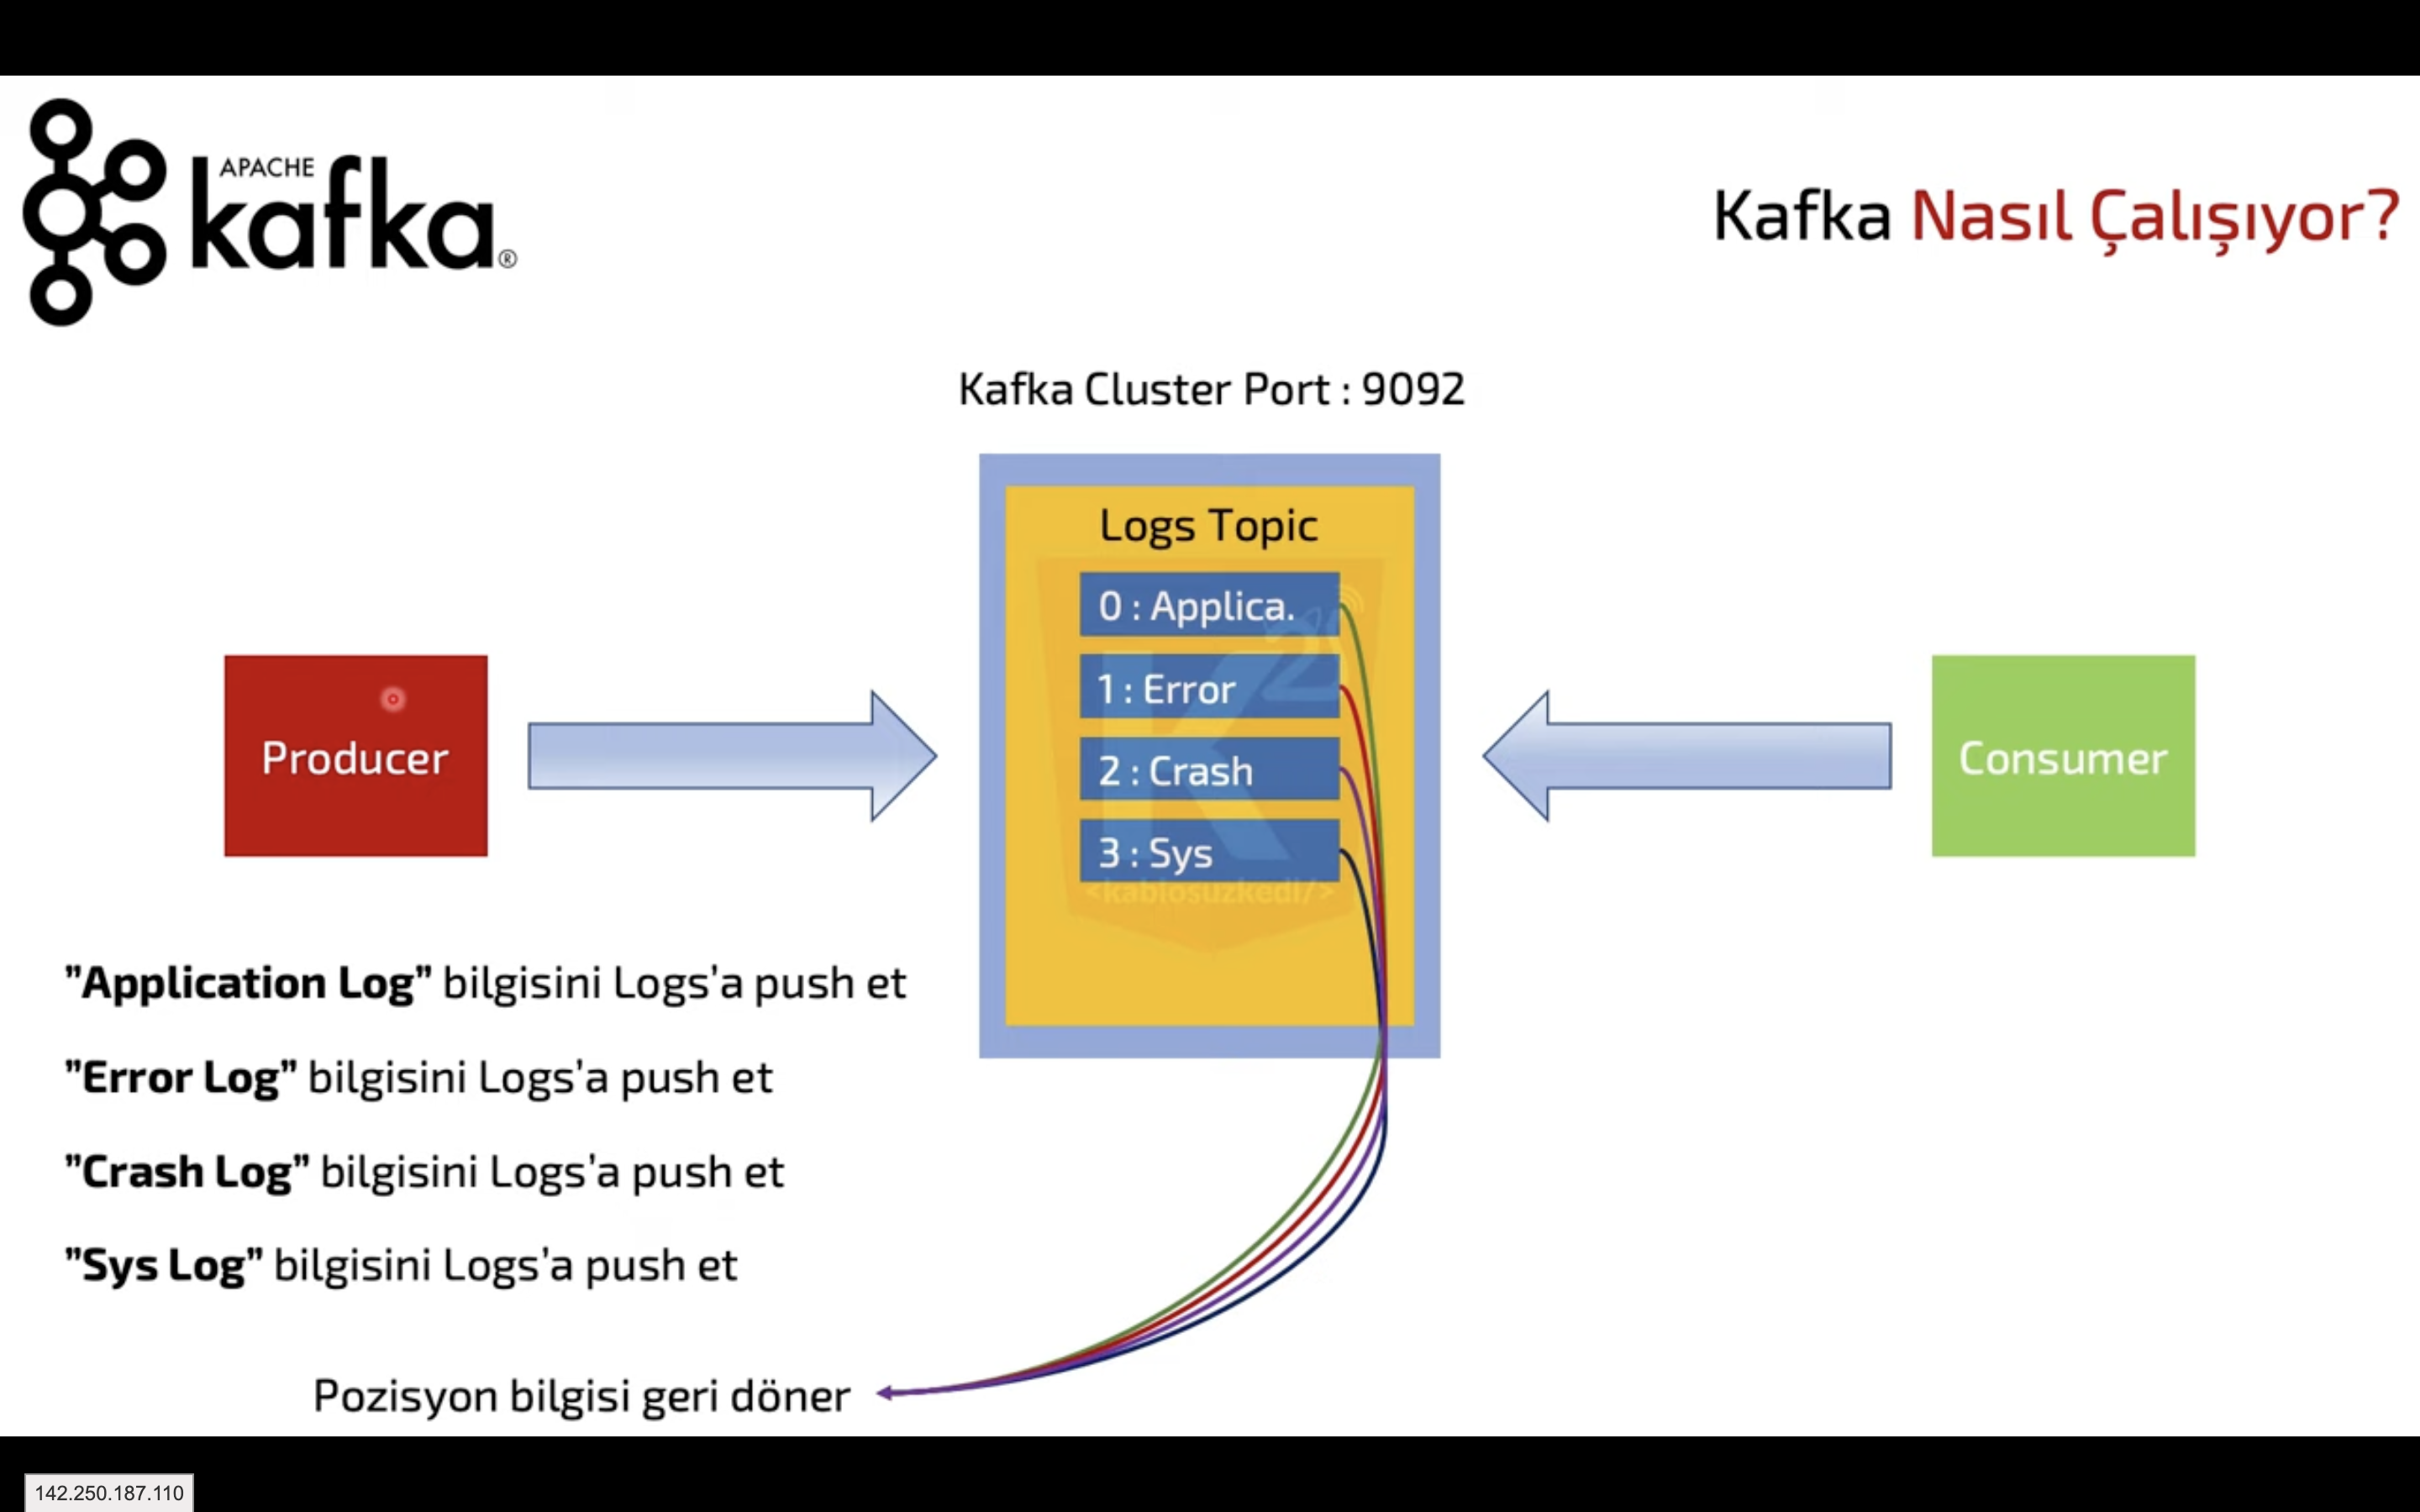 APACHE
kafka®
Kafka Nasıl Çalışıyor?
Kafka Cluster Port : 9092
Logs Topic
0 : Applica.
1 : Error
2 : Crash
3 : Sys
K2
<kablosuzkedi/>
Producer
Consumer
”Application Log” bilgisini Logs’a push et
”Error Log” bilgisini Logs’a push et
”Crash Log” bilgisini Logs’a push et
”Sys Log” bilgisini Logs’a push et
Pozisyon bilgisi geri döner
142.250.187.110